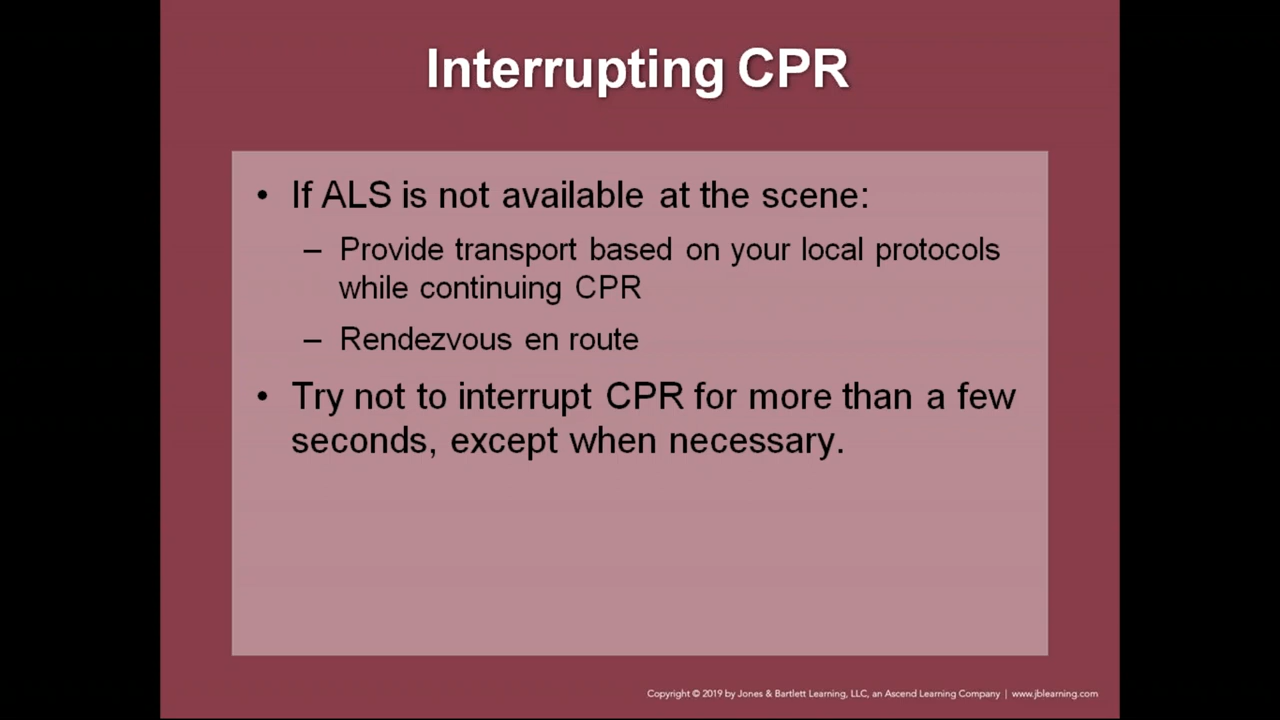 Interrupting CPR
• If ALS is not available at the scene:
– Provide transport based on your local protocols
while continuing CPR
– Rendezvous en route
• Try not to interrupt CPR for more than a few
seconds, except when necessary.
Copyright © 2019 by Jones & Bartlett Learning, LLC, an Ascend Learning Company | www.jblearning.com